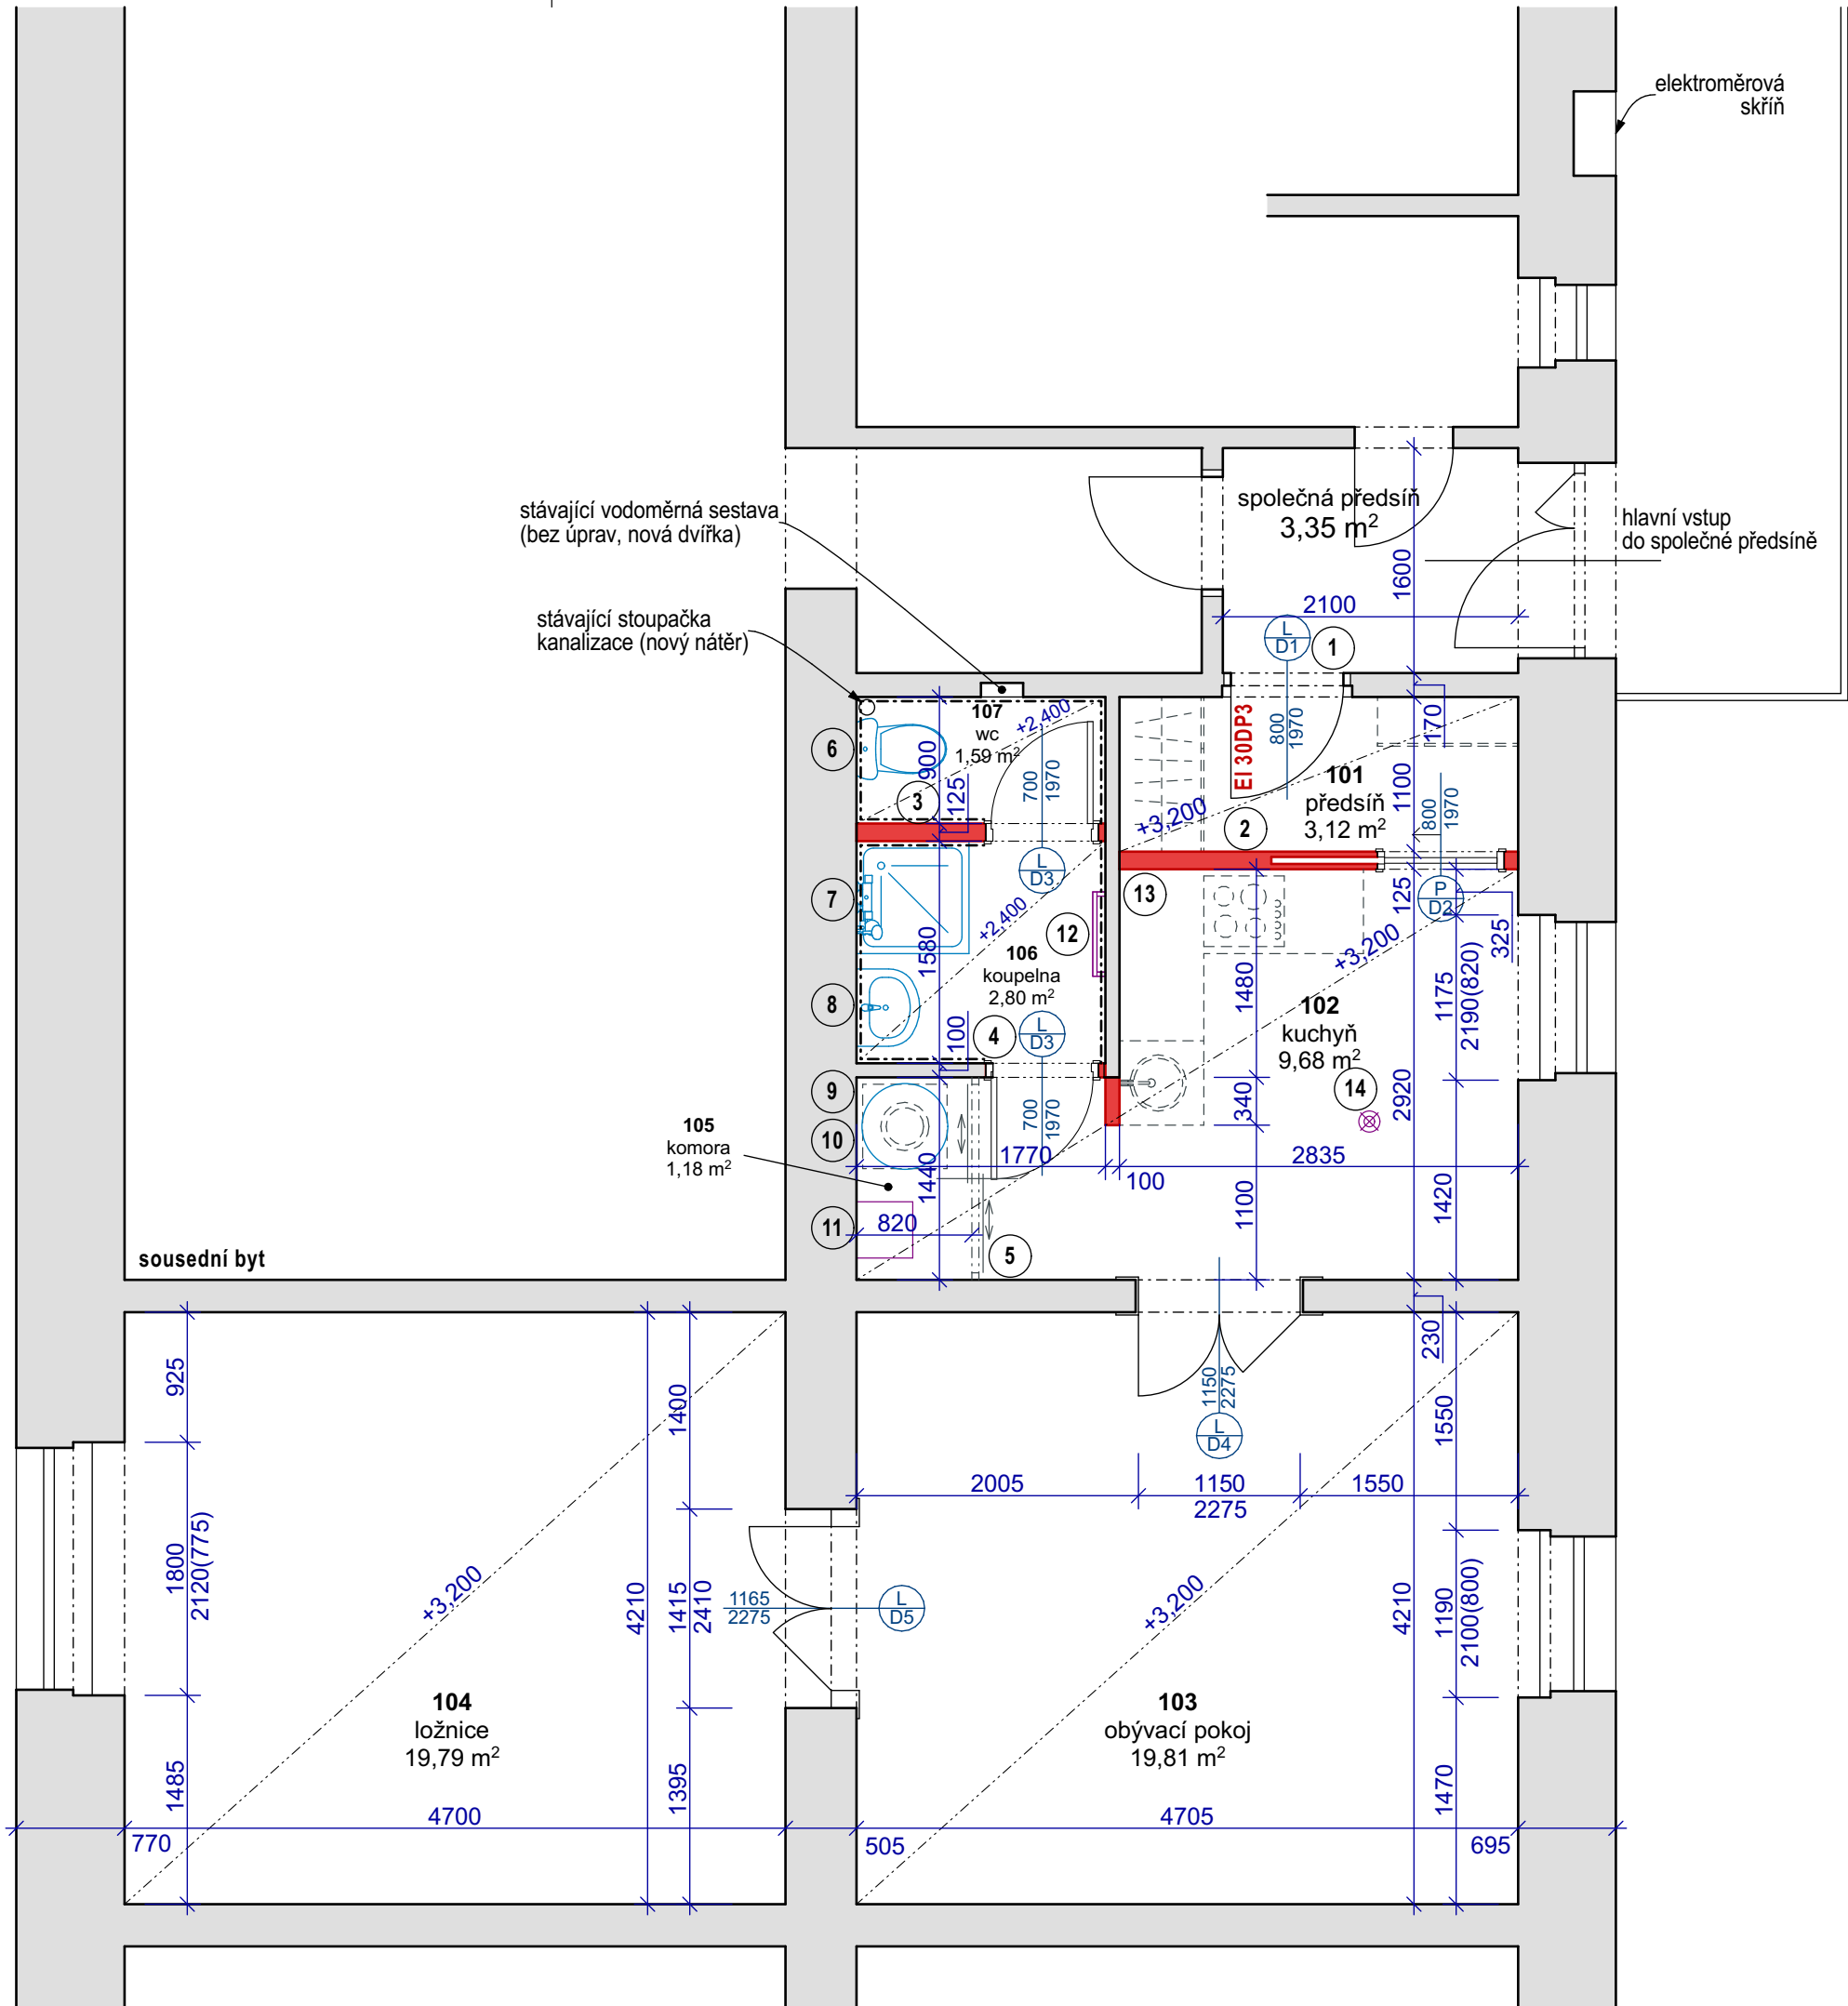 elektroměrová
skříň
stávající vodoměrná sestava
(bez úprav, nová dvířka)
společná předsíň
3,35 m²
hlavní vstup
do společné předsíně
1600
2100
stávající stoupačka
kanalizace (nový nátěr)
L
D1
1
107
wc
1,59 m²
+2,400
6
3
900
125
700
1970
EI 30DP3
800
1970
170
101
předsíň
3,12 m²
1100
800
1970
+3,200
2
L
D3
7
+2,400
12
13
125
P
D2
325
1580
106
koupelna
2,80 m²
8
1480
+3,200
102
kuchyň
9,68 m²
1175
2190(820)
100
4
L
D3
14
9
10
105
komora
1,18 m²
700
1970
340
2920
1770
100
2835
1440
1100
1420
11
820
5
sousední byt
230
925
1400
1150
2275
L
D4
1550
2005
1150
2275
1550
1800
2120(775)
+3,200
4210
1415
2410
1165
2275
L
D5
+3,200
4210
1190
2100(800)
104
ložnice
19,79 m²
103
obývací pokoj
19,81 m²
1485
1395
1470
770
4700
505
4705
695